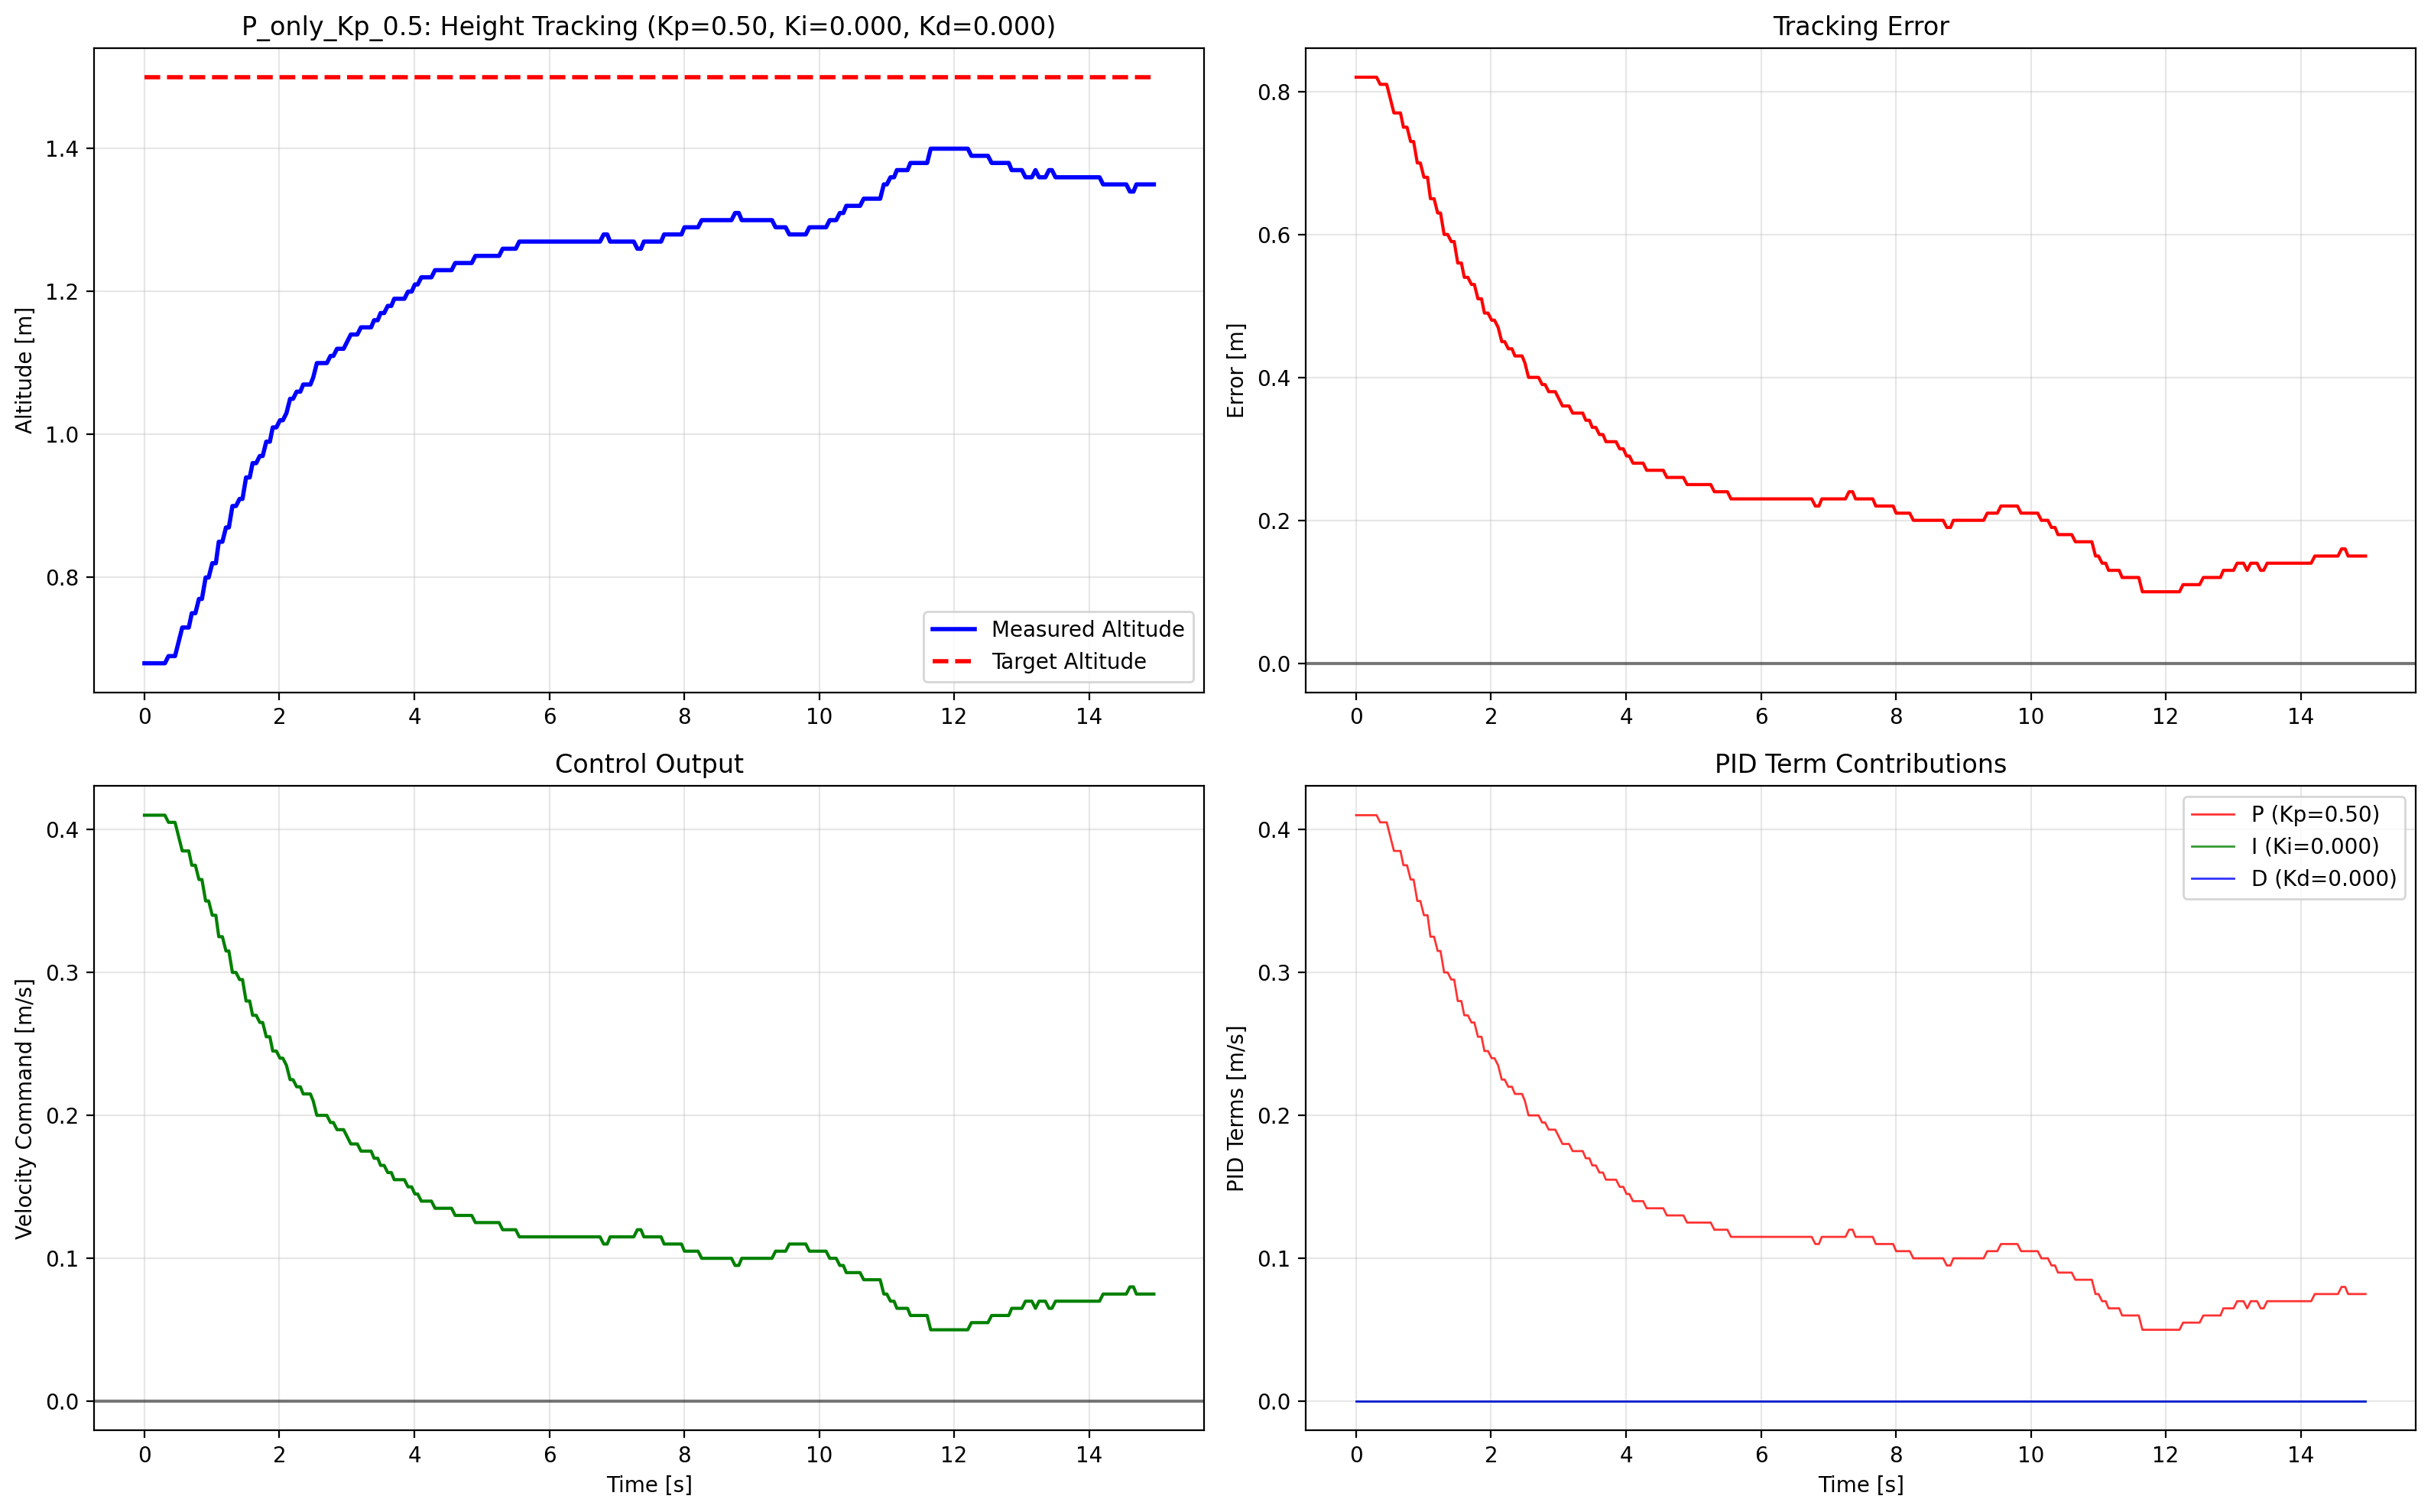 P_only_Kp_0.5: Height Tracking (Kp=0.50, Ki=0.000, Kd=0.000)
Altitude [m]
1.4
1.2
1.0
0.8
0 2 4 6 8 10 12 14
Measured Altitude
Target Altitude
Tracking Error
Error [m]
0.8
0.6
0.4
0.2
0.0
0 2 4 6 8 10 12 14
Control Output
Velocity Command [m/s]
0.4
0.3
0.2
0.1
0.0
0 2 4 6 8 10 12 14
Time [s]
PID Term Contributions
PID Terms [m/s]
0.4
0.3
0.2
0.1
0.0
P (Kp=0.50)
I (Ki=0.000)
D (Kd=0.000)
0 2 4 6 8 10 12 14
Time [s]